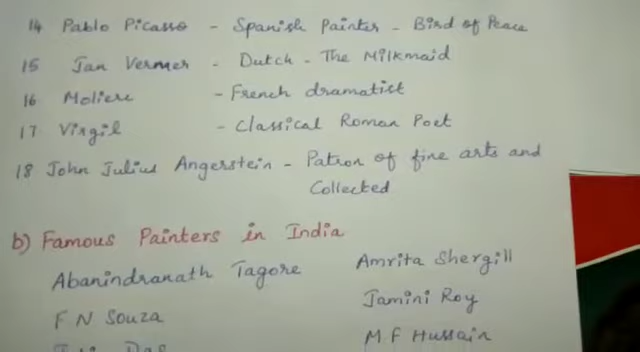 14 Pablo Picasso - Spanish Painter - Bird of Peace
15 Jan Vermer - Dutch - The Milkmaid
16 Moliere - French dramatist
17 Virgil - Classical Roman Poet
18 John Julius Angerstein - Patron of fine arts and
Collected
b) Famous Painters in India
Abanindranath Tagore Amrita Shergill
F N Souza Jamini Roy
M F Hussain